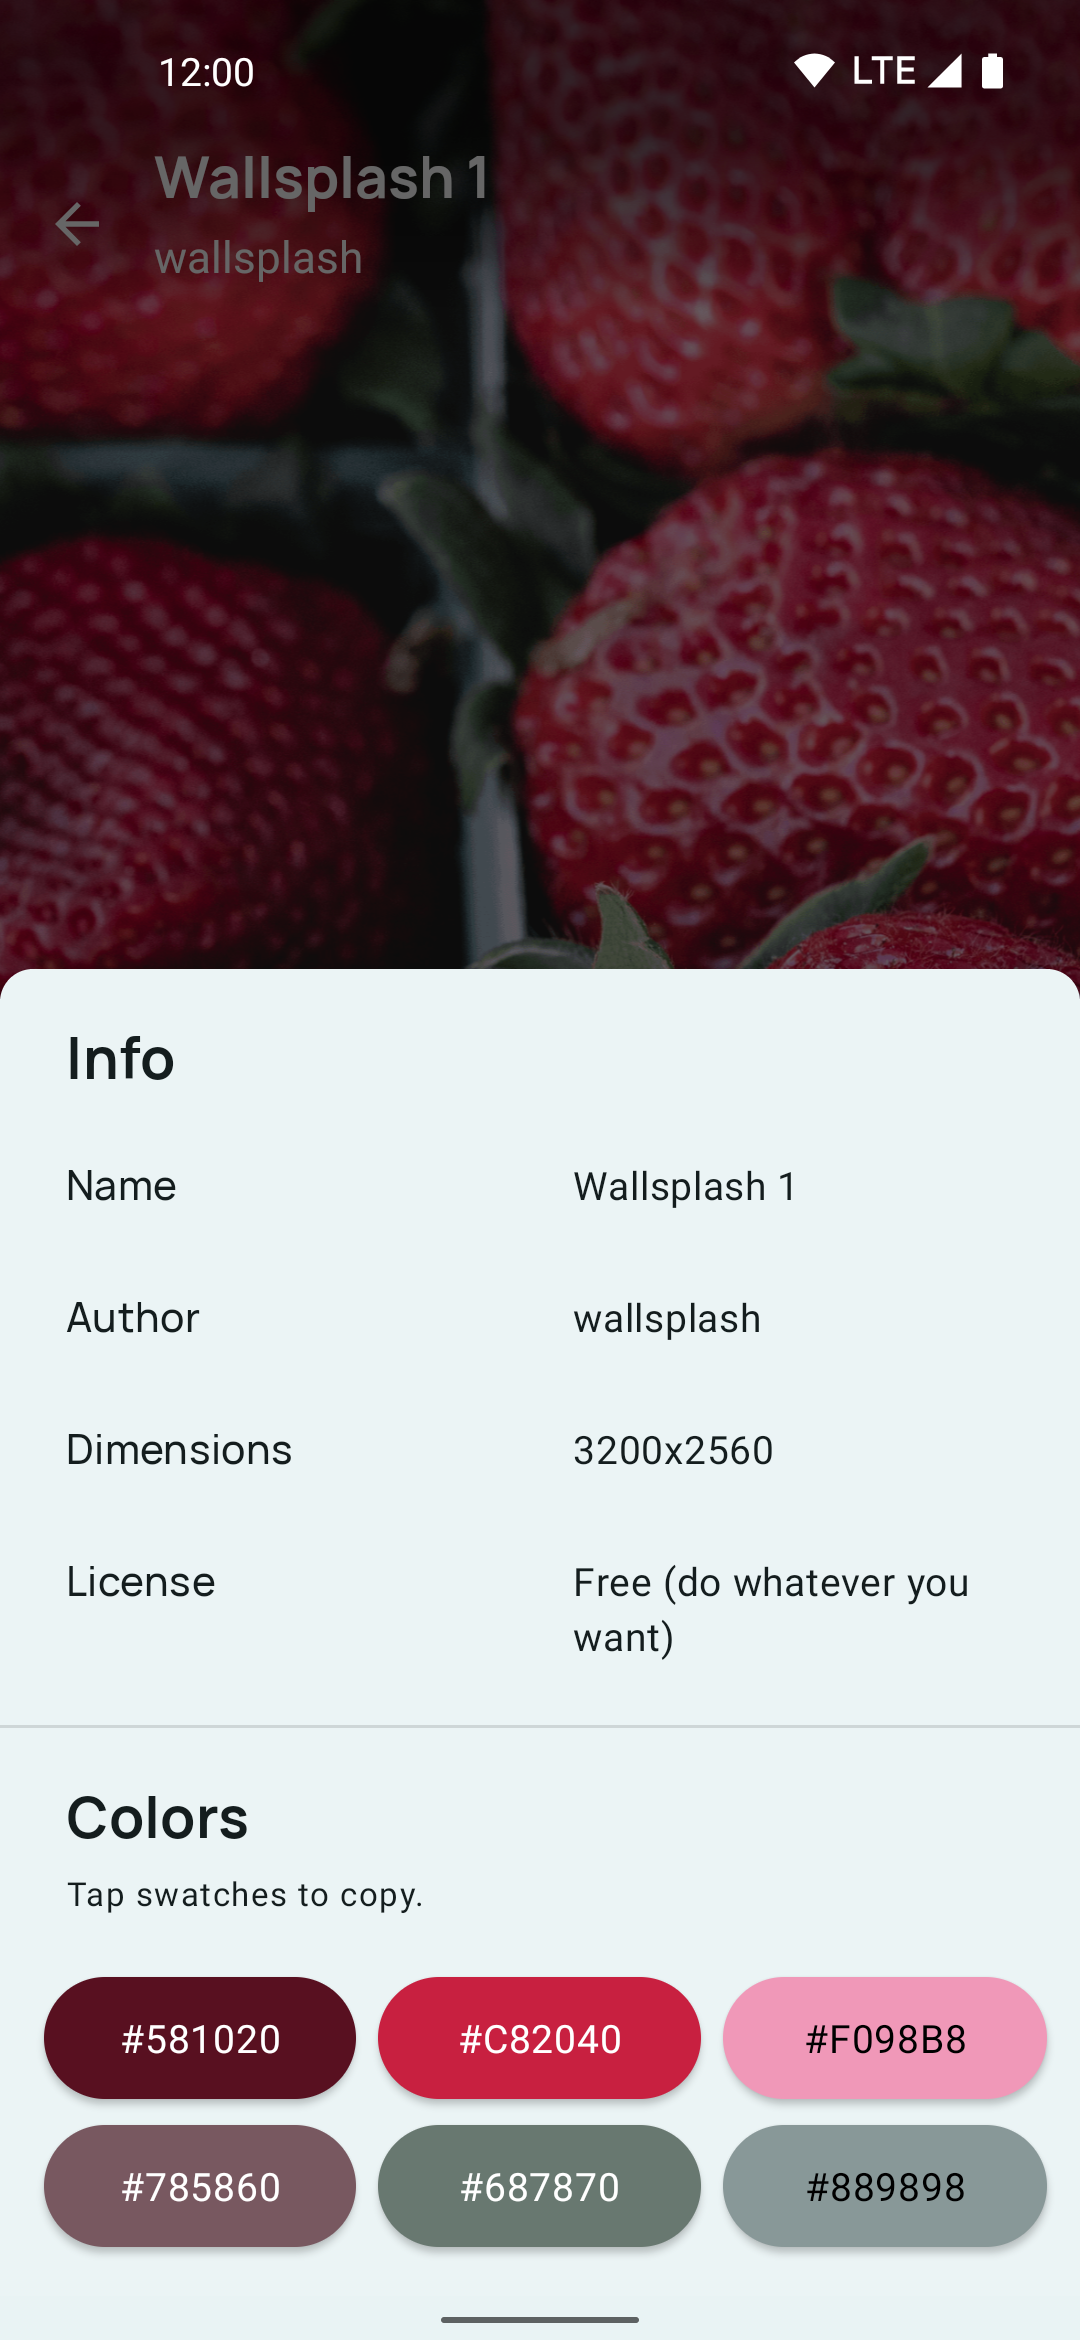 12:00
LTE
Wallsplash 1
wallsplash
Info
Name
Wallsplash 1
Author
wallsplash
Dimensions
3200x2560
License
Free (do whatever you
want)
Colors
Tap swatches to copy.
#581020
#C82040
#F098B8
#785860
#687870
#889898